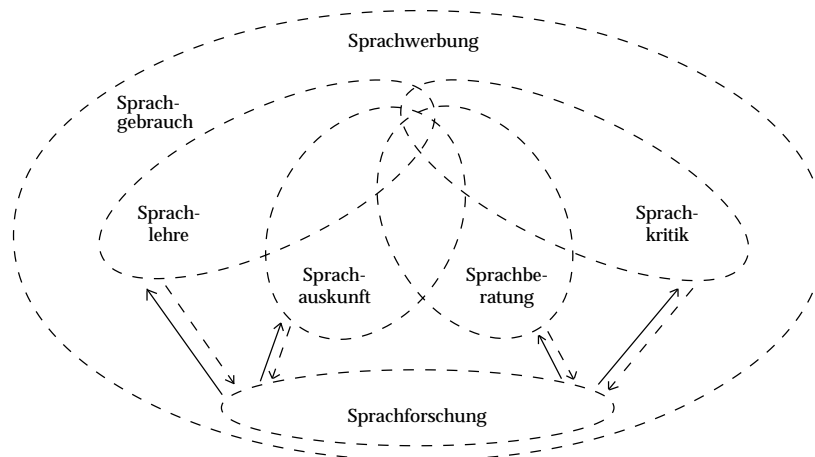 Sprachwerbung
Sprach-
gebrauch
Sprach-
lehre
Sprach-
kritik
Sprach-
auskunft
Sprachbe-
ratung
Sprachforschung